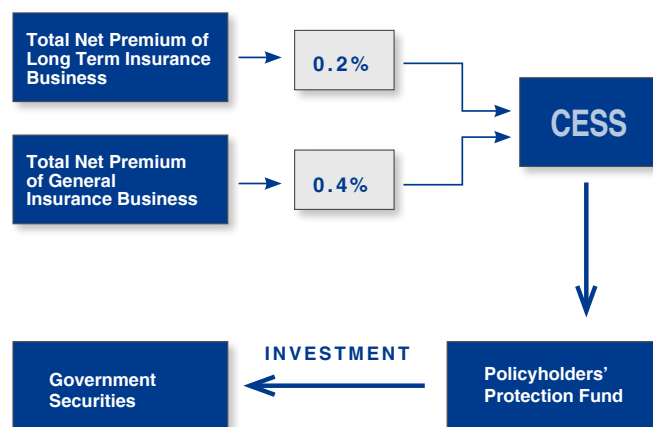 Total Net Premium of
Long Term Insurance
Business
0.2%
CESS
Total Net Premium
of General
Insurance Business
0.4%
INVESTMENT
Government
Securities
Policyholders’
Protection Fund